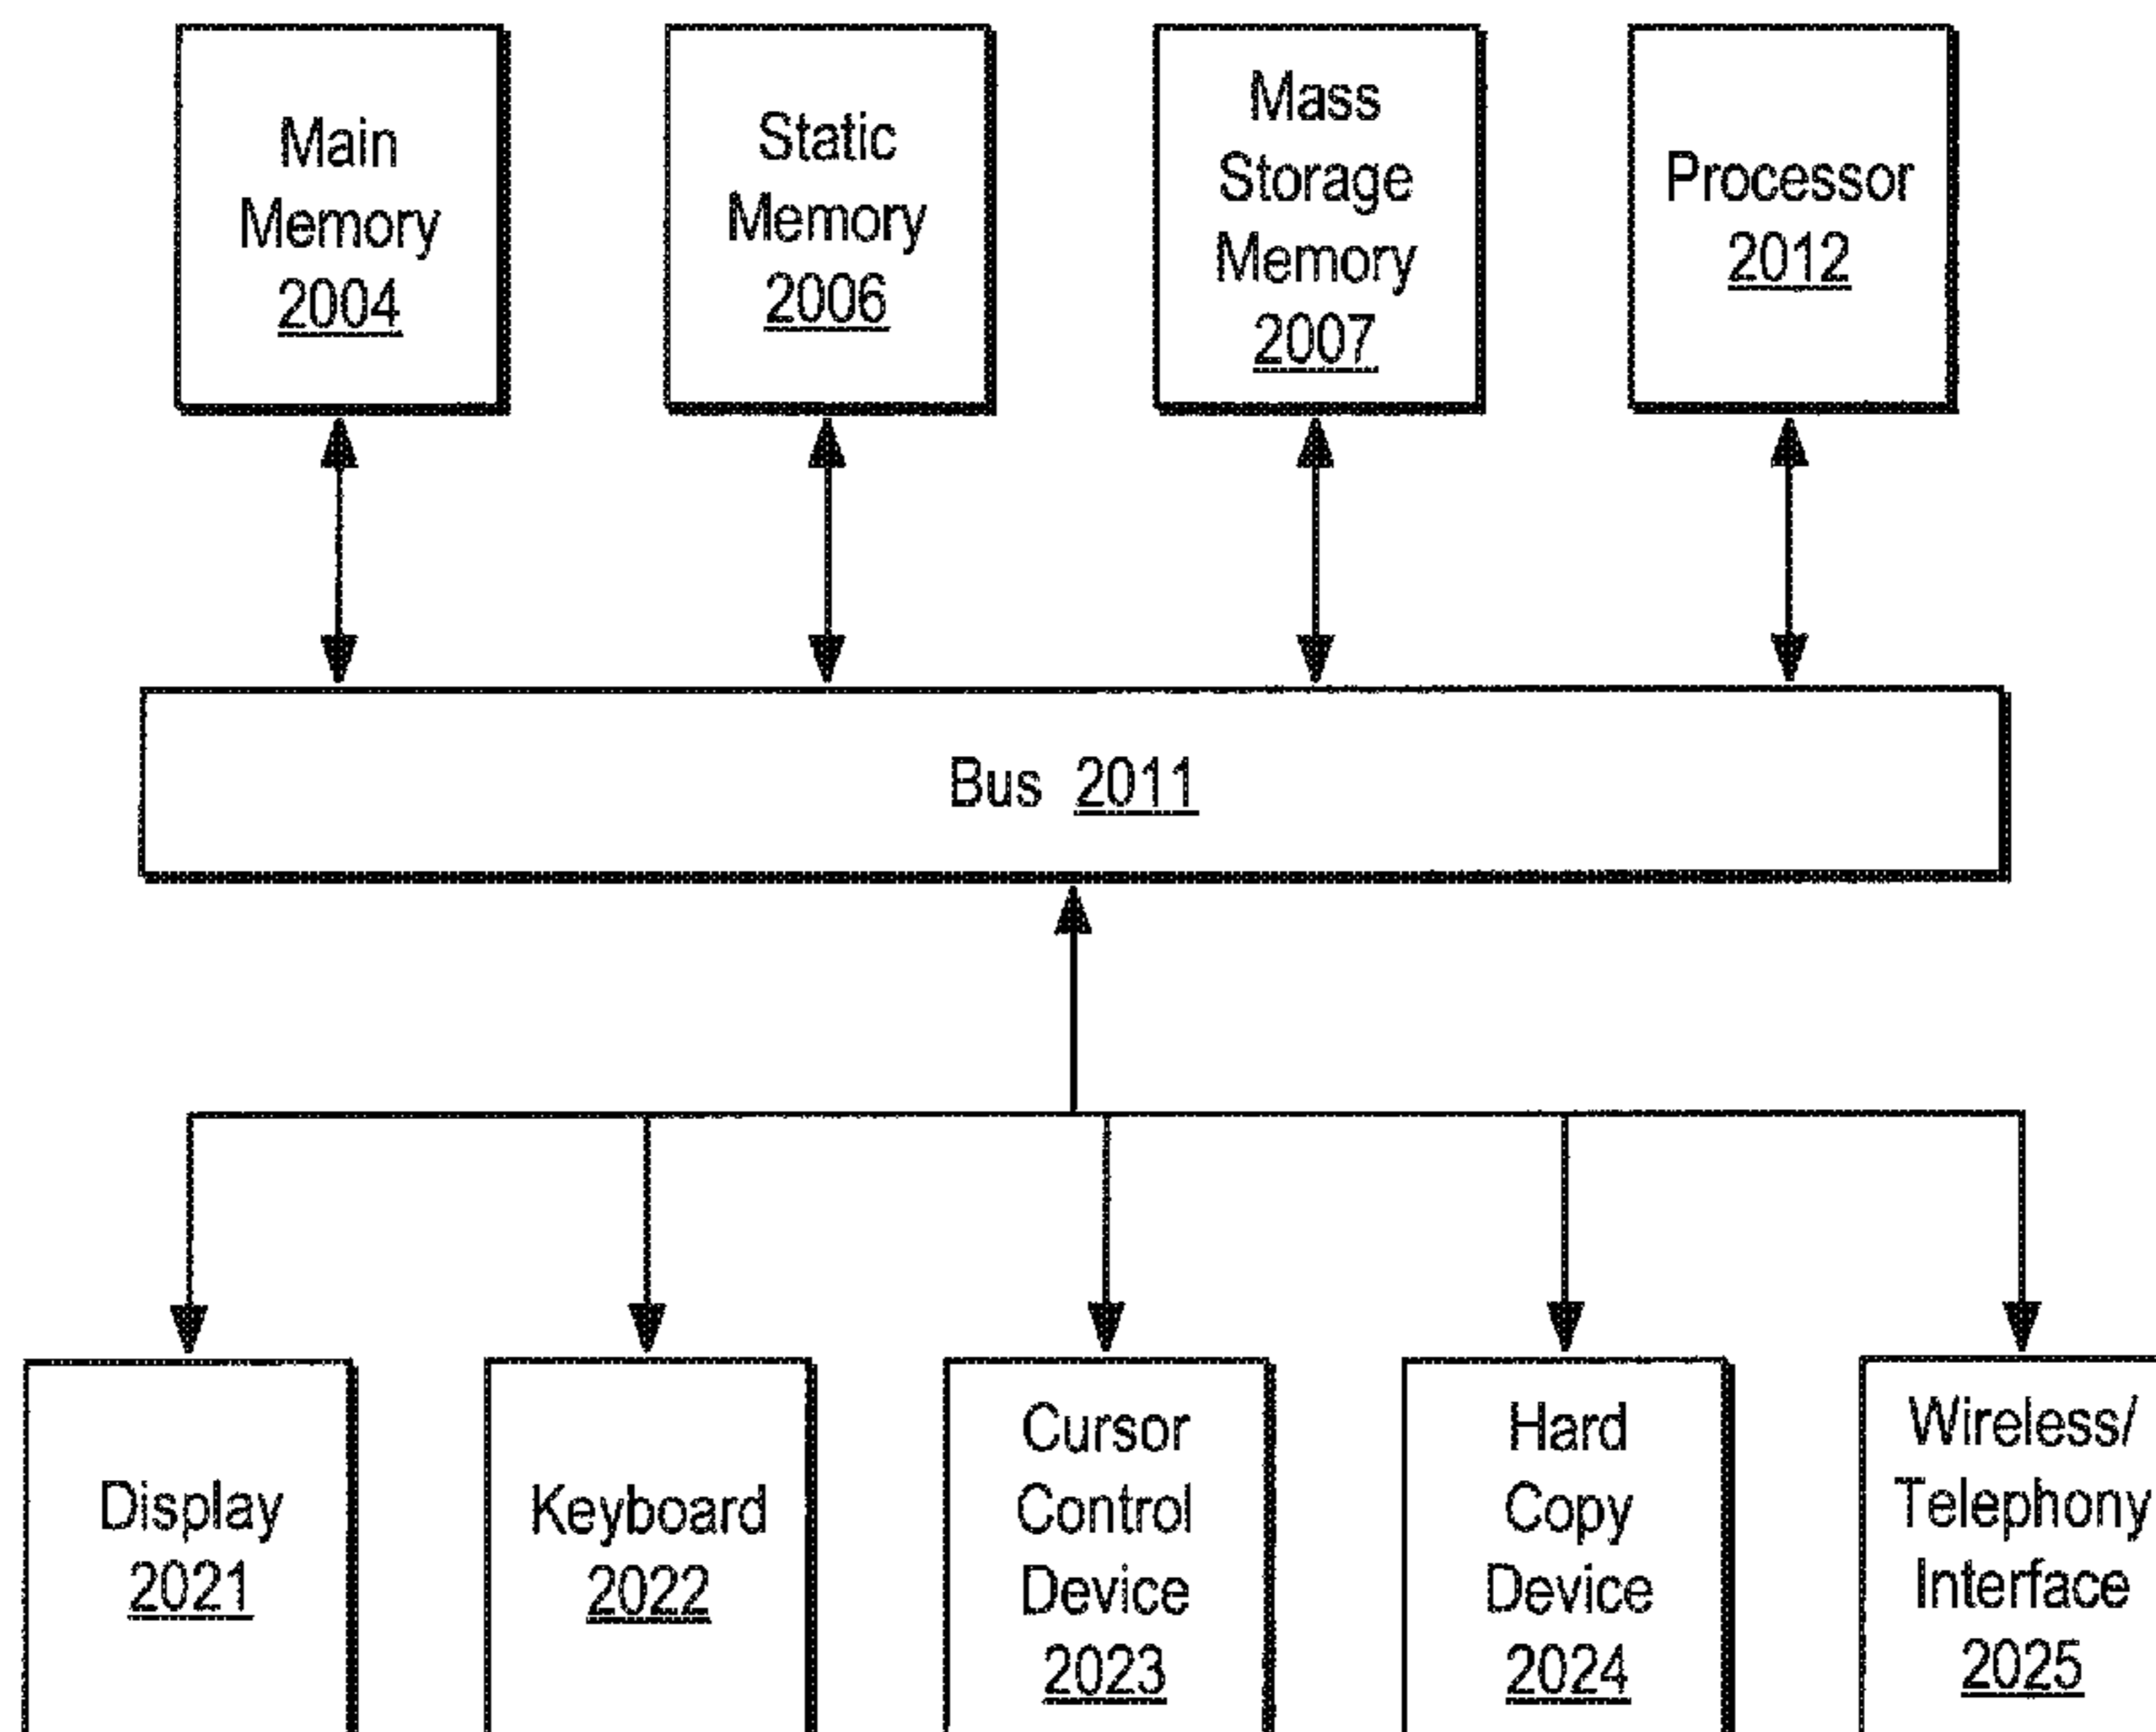 Main
Memory
2004
Static
Memory
2006
Mass
Storage
Memory
2007
Processor
2012
Bus 2011
Display
2021
Keyboard
2022
Cursor
Control
Device
2023
Hard
Copy
Device
2024
Wireless/
Telephony
Interface
2025